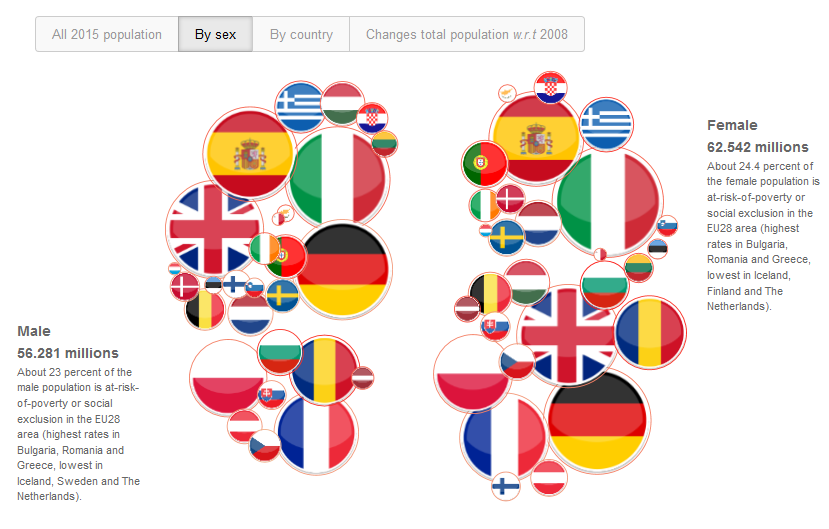 All 2015 population
By sex
By country
Changes total population w.r.t 2008
Female
62.542 millions
About 24.4 percent of
the female population is
at-risk-of-poverty or
social exclusion in the
EU28 area (highest
rates in Bulgaria,
Romania and Greece,
lowest in Iceland,
Finland and The
Netherlands).
Male
56.281 millions
About 23 percent of the
male population is at-risk-
of-poverty or social
exclusion in the EU28
area (highest rates in
Bulgaria, Romania and
Greece, lowest in
Iceland, Sweden and The
Netherlands).